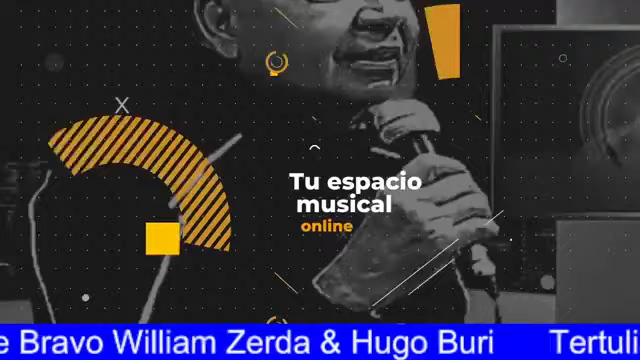 Tu espacio
musical
online
e Bravo William Zerda & Hugo Buri Tertuli